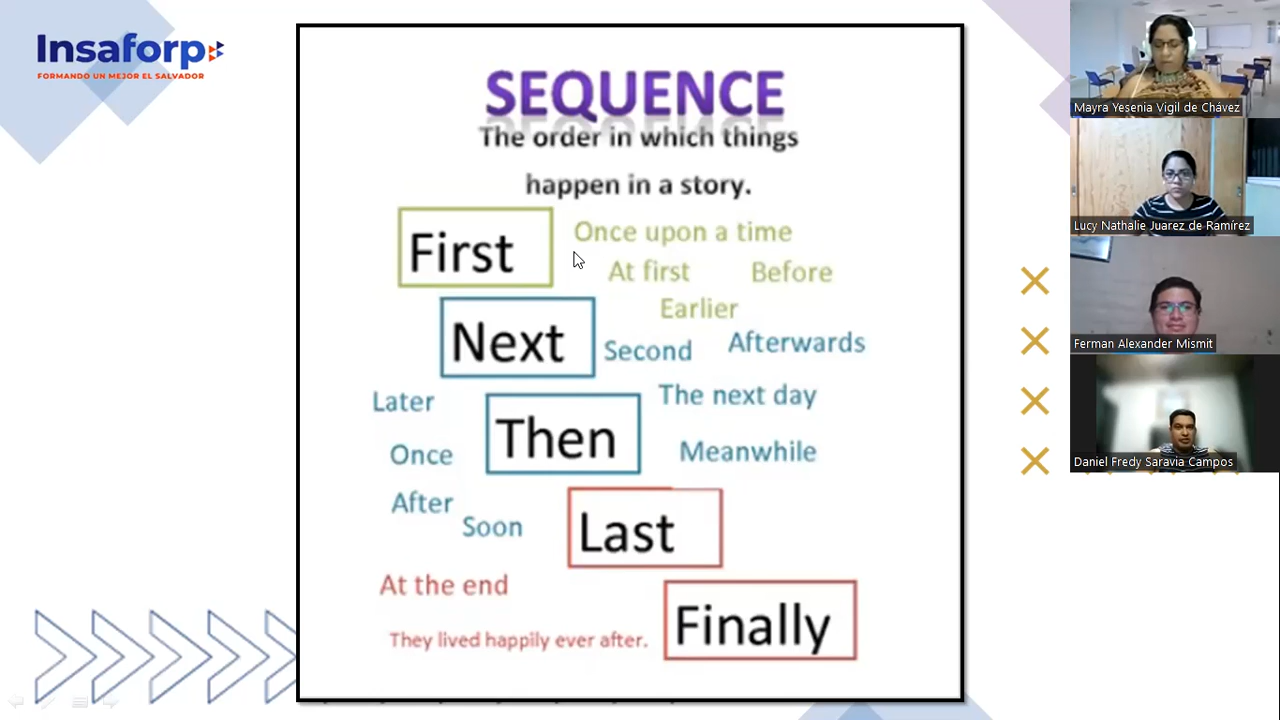 Insaforp
FORMANDO UN MEJOR EL SALVADOR
SEQUENCE
The order in which things
happen in a story.
First
Once upon a time
At first
Before
Earlier
Next
Second
Afterwards
Later
Then
The next day
Once
Meanwhile
After
Soon
Last
At the end
Finally
They lived happily ever after.
Mayra Yesenia Vigil de Chávez
Lucy Nathalie Juarez de Ramírez
Ferman Alexander Mismit
Daniel Fredy Saravia Campos